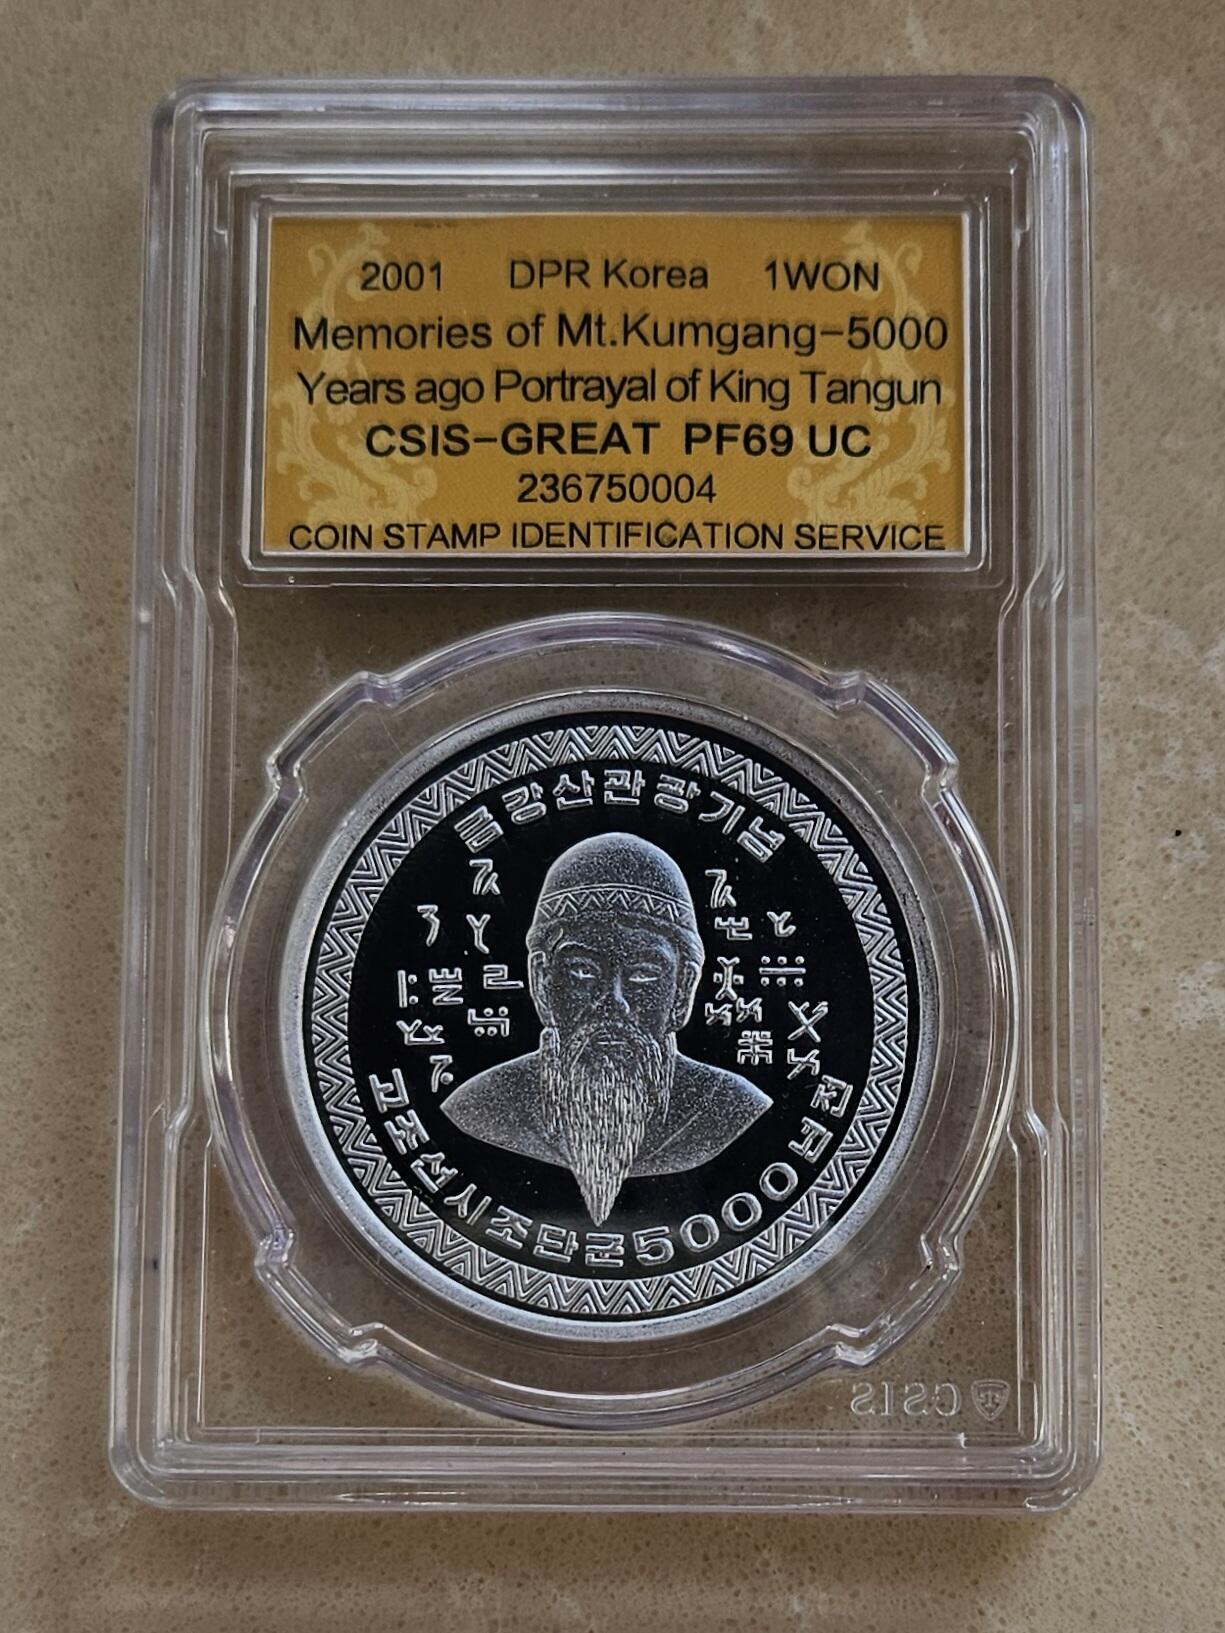 2001 DPR Korea 1WON
Memories of Mt.Kumgang-5000
Years ago Portrayal of King Tangun
CSIS-GREAT PF69 UC
236750004
COIN STAMP IDENTIFICATION SERVICE
금강산관광기념
고조선시조단군5000년전
CSIS